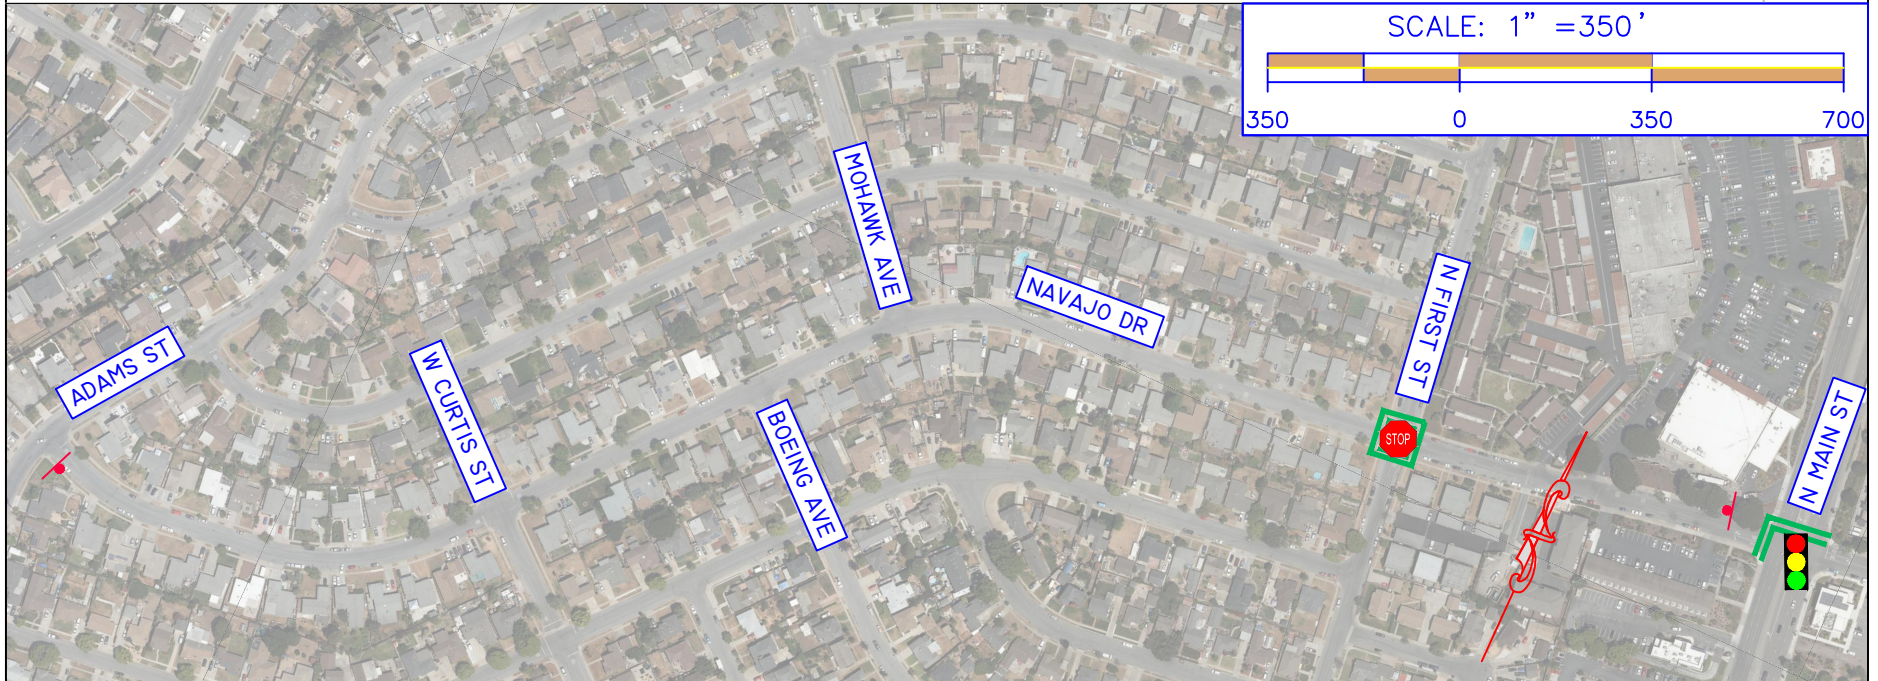 SCALE: 1” =350’
350 0 350 700
MOHAWK AVE
NAVAJO DR
N FIRST ST
ADAMS ST
W CURTIS ST
BOEING AVE
STOP
N MAIN ST